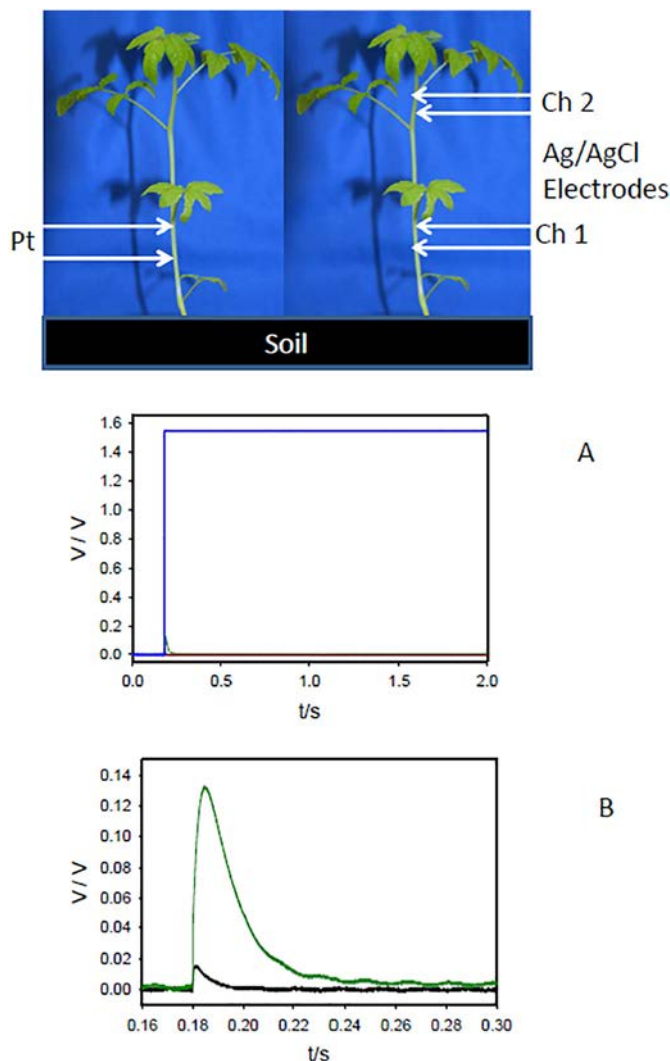 Ch 2
Ag/AgCl
Electrodes
Pt
Ch 1
Soil
A
1.6
1.4
1.2
1.0
0.8
0.6
0.4
0.2
0.0
V / V
0.0 0.5 1.0 1.5 2.0
t/s
B
0.14
0.12
0.10
0.08
0.06
0.04
0.02
0.00
V / V
0.16 0.18 0.20 0.22 0.24 0.26 0.28 0.30
t/s